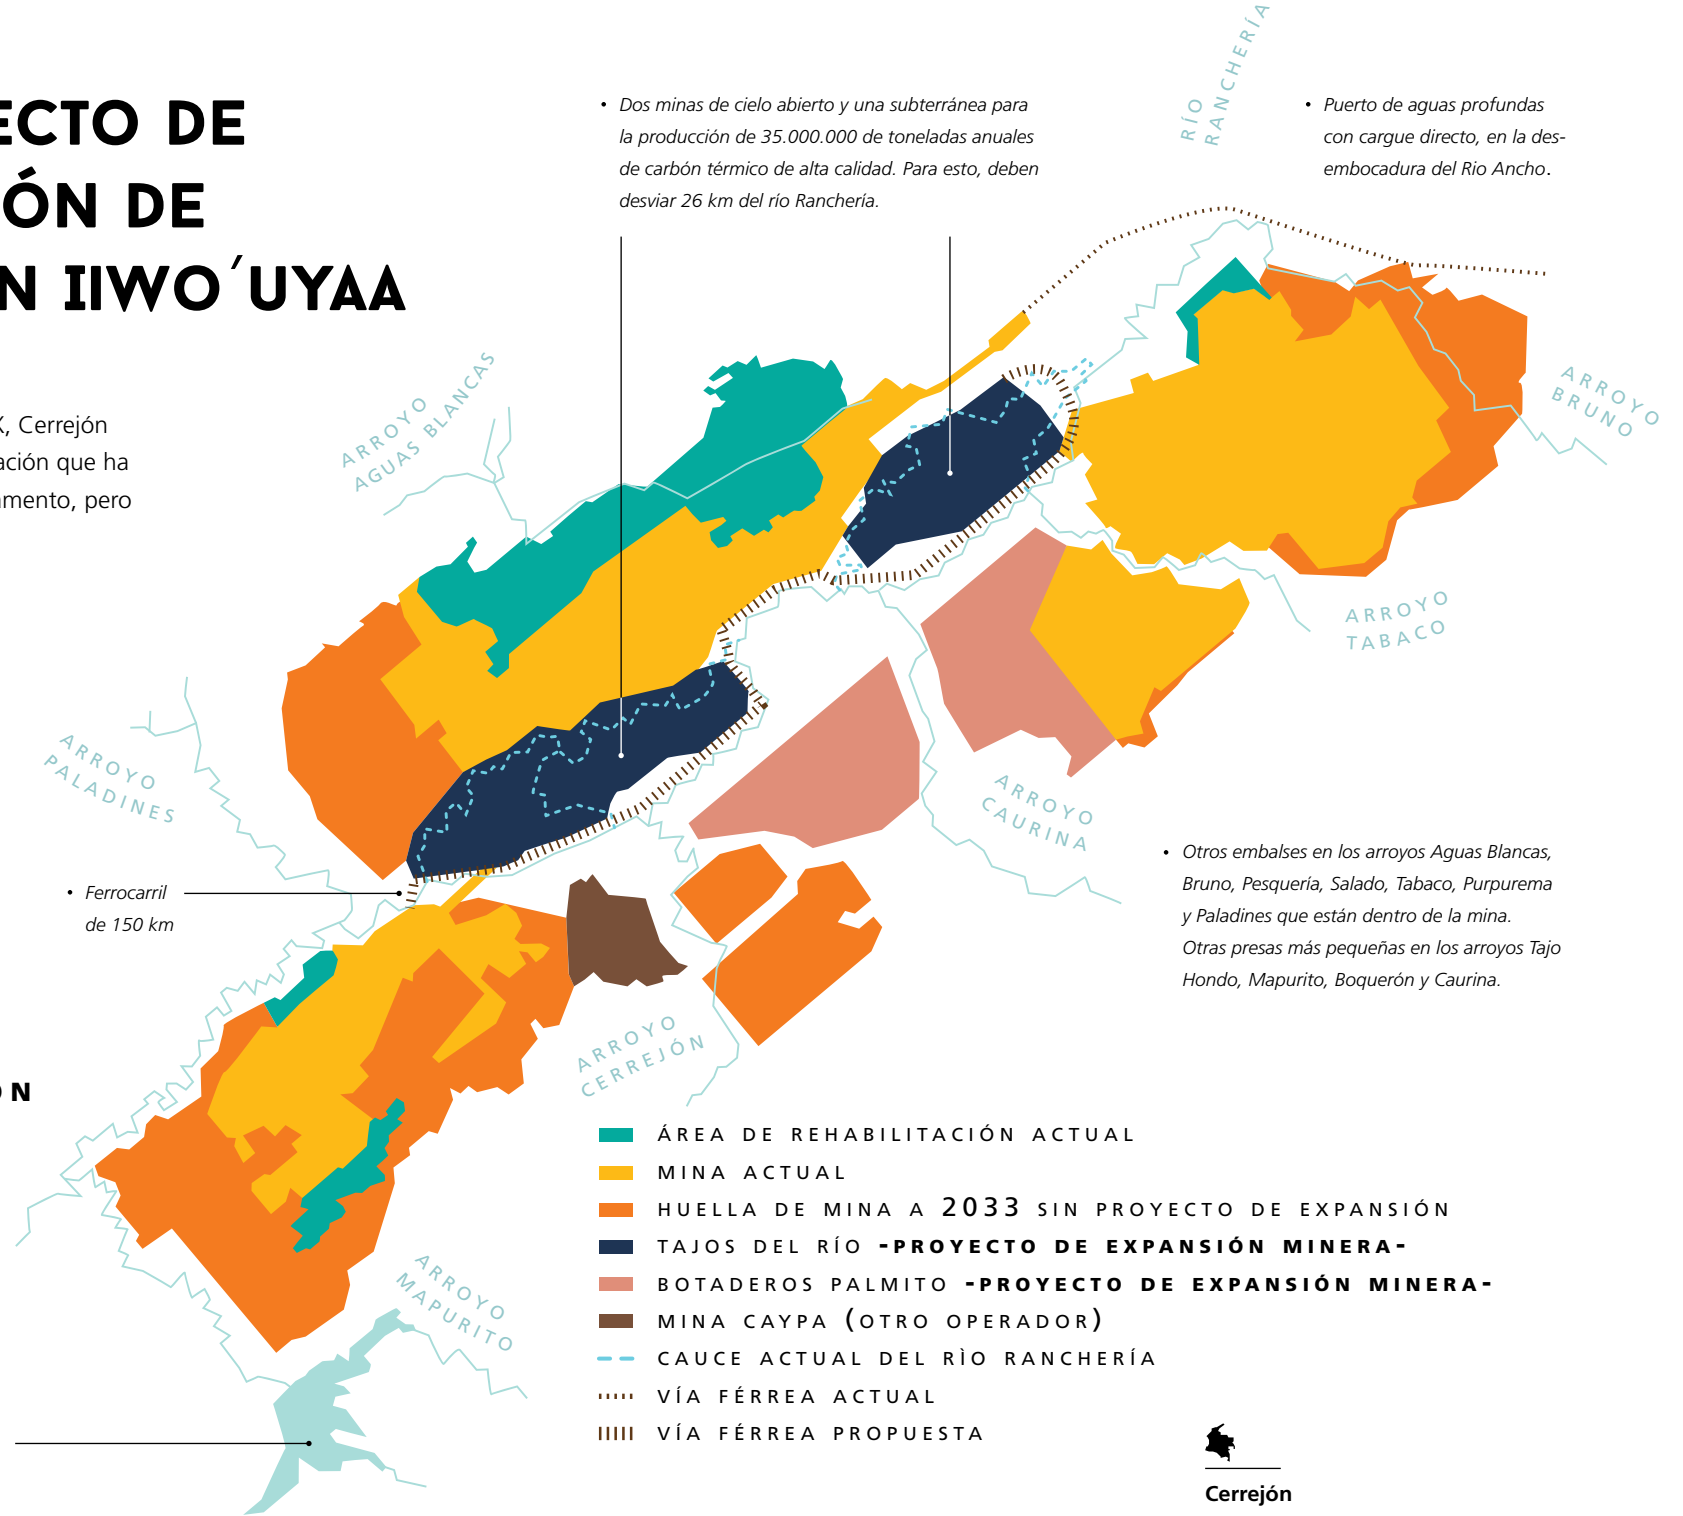 ECTO DE
ÓN DE
N IIWO´UYAA
X, Cerrejón
ación que ha
amento, pero
• Dos minas de cielo abierto y una subterránea para
la producción de 35.000.000 de toneladas anuales
de carbón térmico de alta calidad. Para esto, deben
desviar 26 km del río Ranchería.
RÍO
RANCHERÍA
• Puerto de aguas profundas
con cargue directo, en la des-
embocadura del Rio Ancho.
ARROYO
AGUAS BLANCAS
ARROYO
BRUNO
ARROYO
TABACO
ARROYO
PALADINES
ARROYO
CAURINA
• Ferrocarril
de 150 km
• Otros embalses en los arroyos Aguas Blancas,
Bruno, Pesquería, Salado, Tabaco, Purpurema
y Paladines que están dentro de la mina.
Otras presas más pequeñas en los arroyos Tajo
Hondo, Mapurito, Boquerón y Caurina.
ARROYO
CERREJÓN
ÓN
ARROYO
MAPURITO
ÁREA DE REHABILITACIÓN ACTUAL
MINA ACTUAL
HUELLA DE MINA A 2033 SIN PROYECTO DE EXPANSIÓN
TAJOS DEL RÍO -PROYECTO DE EXPANSIÓN MINERA-
BOTADEROS PALMITO -PROYECTO DE EXPANSIÓN MINERA-
MINA CAYPA (OTRO OPERADOR)
CAUCE ACTUAL DEL RÌO RANCHERÍA
VÍA FÉRREA ACTUAL
VÍA FÉRREA PROPUESTA
Cerrejón